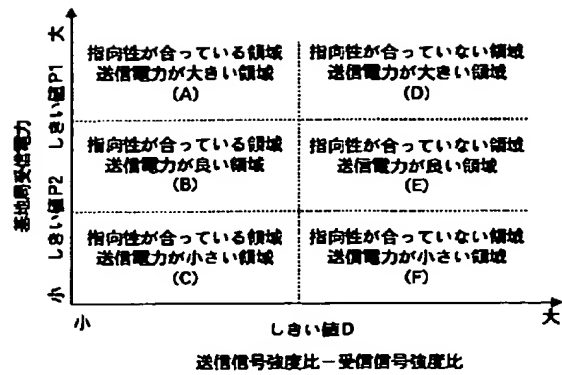 大
指向性が合っている領域
送信電力が大きい領域
(A)
指向性が合っていない領域
送信電力が大きい領域
(D)
しきい値P1
指向性が合っている領域
送信電力が良い領域
(B)
指向性が合っていない領域
送信電力が良い領域
(E)
基地局受信電力
しきい値P2
指向性が合っている領域
送信電力が小さい領域
(C)
指向性が合っていない領域
送信電力が小さい領域
(F)
小
小
しきい値D
大
送信信号強度比－受信信号強度比